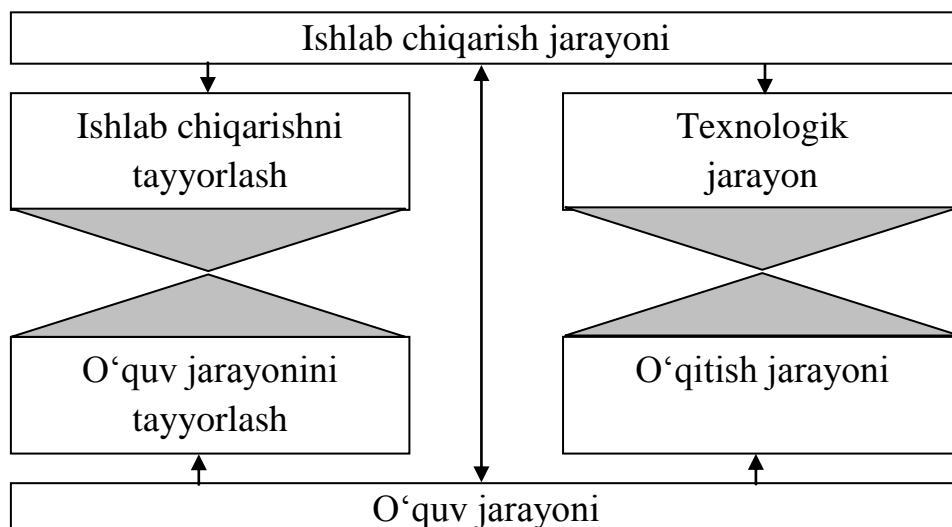 Ishlab chiqarish jarayoni
Ishlab chiqarishni
tayyorlash
Texnologik
jarayon
O‘quv jarayonini
tayyorlash
O‘qitish jarayoni
O‘quv jarayoni